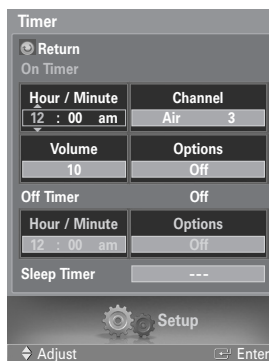 Timer
Return
On Timer
Hour / Minute Channel
12 : 00 am Air 3
Volume Options
10 Off
Off Timer Off
Hour / Minute Options
12 : 00 am Off
Sleep Timer ---
Setup
Adjust Enter